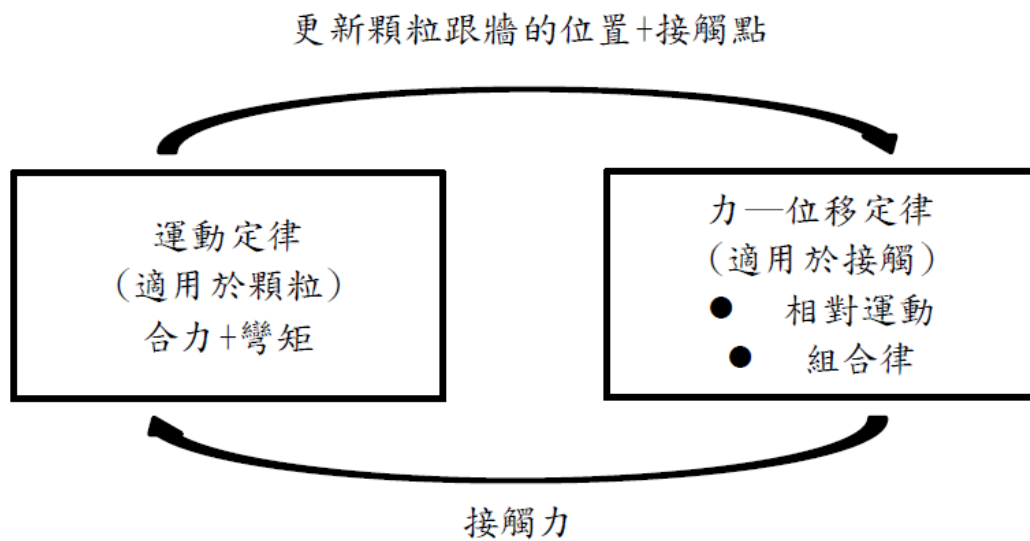 更新顆粒跟牆的位置+接觸點
運動定律
(適用於顆粒)
合力+彎矩
力—位移定律
(適用於接觸)
● 相對運動
● 組合律
接觸力